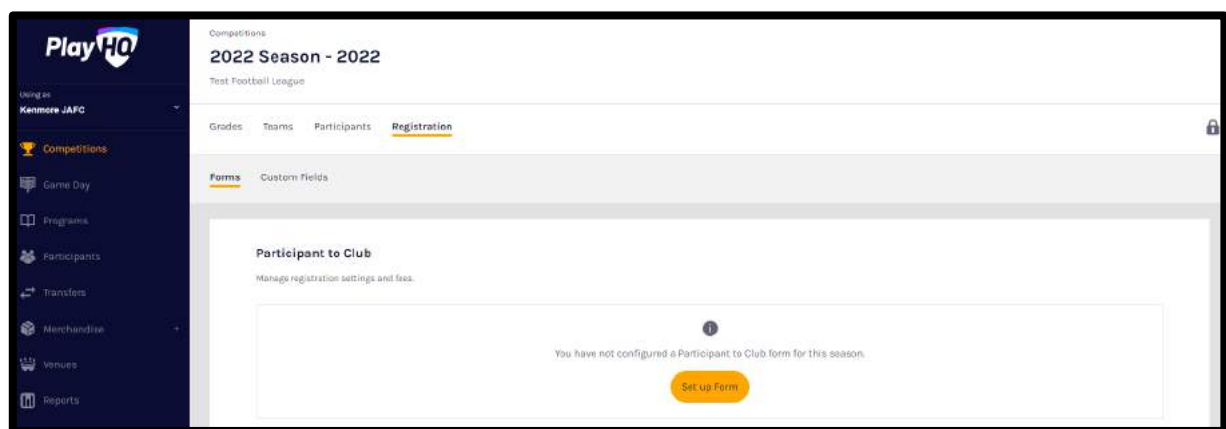 PlayHQ
Using as
Kenmore JAFC
Competitions
Game Day
Programs
Participants
Transfers
Merchandise
Venues
Reports
Competitions
2022 Season - 2022
Test Football League
Grades Teams Participants Registration
Forms Custom Fields
Participant to Club
Manage registration settings and fees.
You have not configured a Participant to Club form for this season.
Set up Form